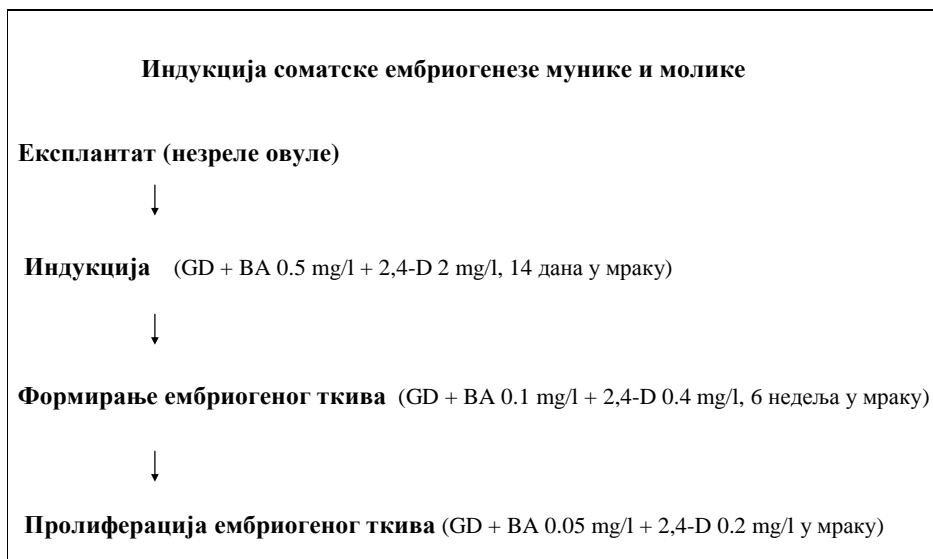 Индукција соматске ембриогенезе мунике и молике
Експлантат (незреле овуле)
Индукција (GD + BA 0.5 mg/l + 2,4-D 2 mg/l, 14 дана у мраку)
Формирање ембриогеног ткива (GD + BA 0.1 mg/l + 2,4-D 0.4 mg/l, 6 недеља у мраку)
Пролиферација ембриогеног ткива (GD + BA 0.05 mg/l + 2,4-D 0.2 mg/l у мраку)